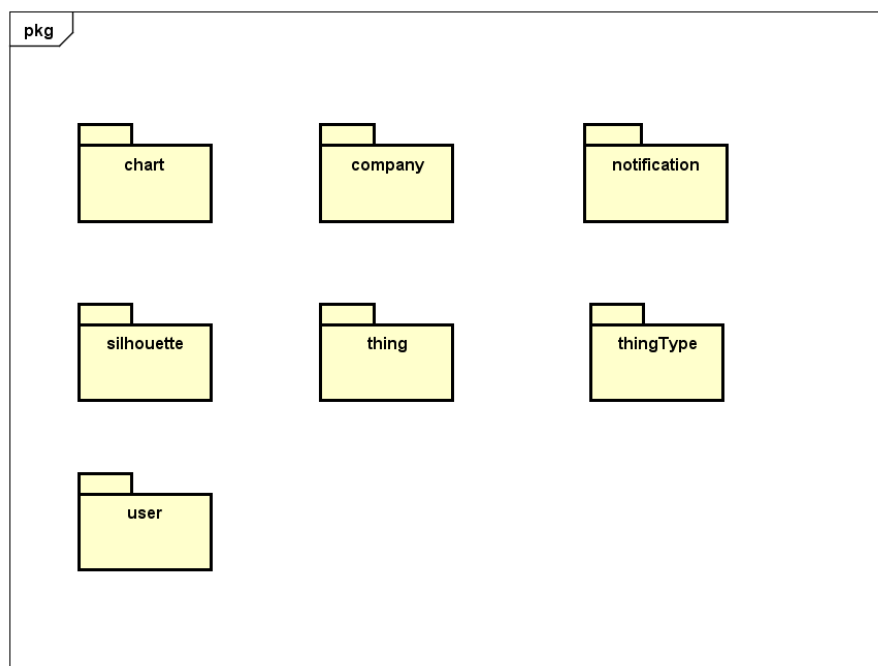 pkg
chart
company
notification
silhouette
thing
thingType
user